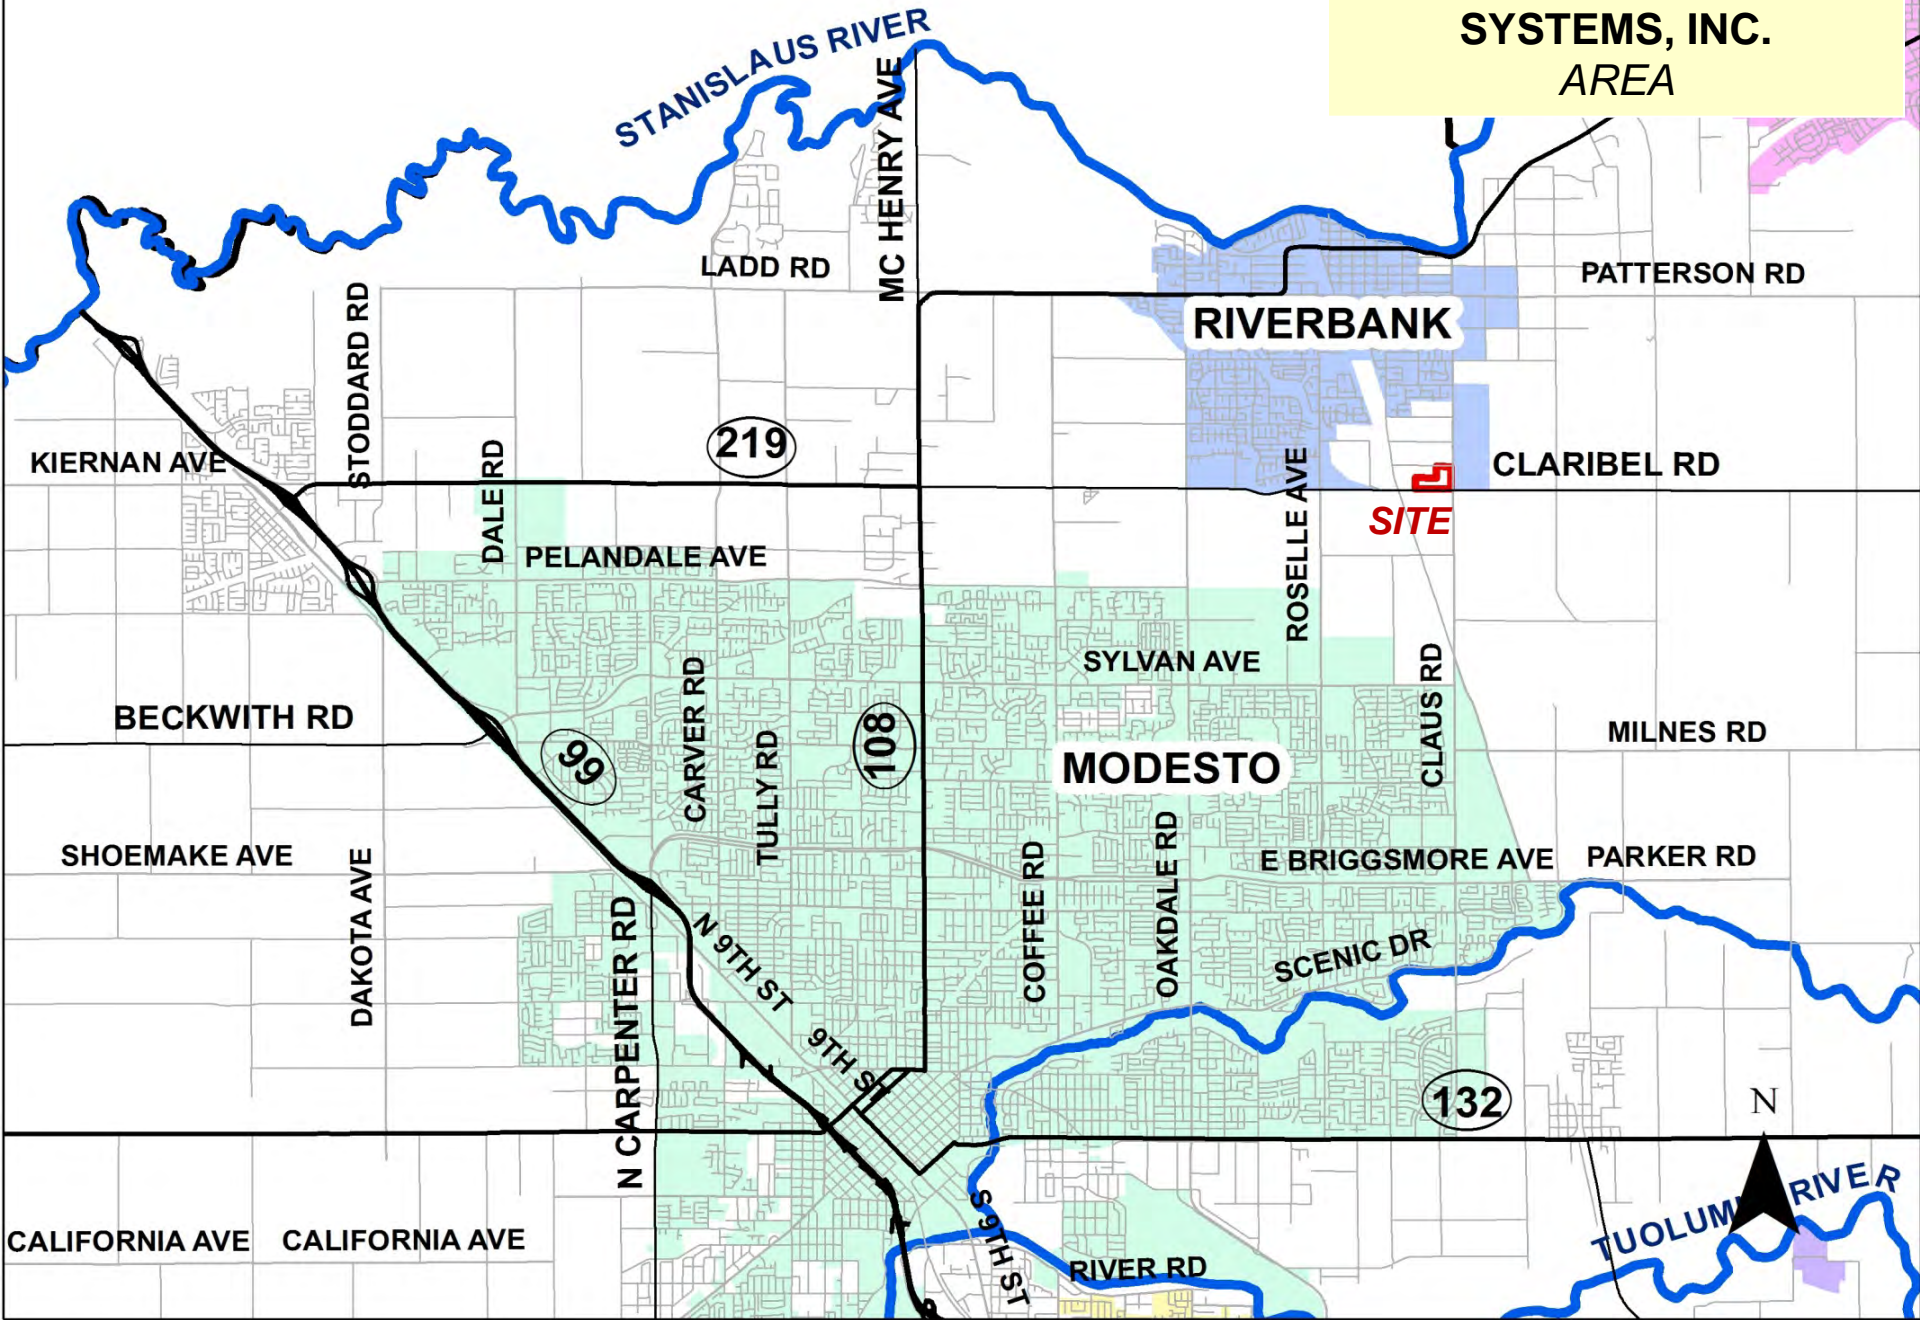 SYSTEMS, INC.
AREA
STANISLAUS RIVER
MC HENRY AVE
LADD RD
PATTERSON RD
RIVERBANK
STODDARD RD
219
KIERNAN AVE
DALE RD
CLARIBEL RD
ROSELLE AVE
SITE
PELANDALE AVE
SYLVAN AVE
CARVER RD
CLAUS RD
BECKWITH RD
108
TULLY RD
MILNES RD
99
MODESTO
SHOEMAKE AVE
OAKDALE RD
E BRIGGSMORE AVE
PARKER RD
DAKOTA AVE
COFFEE RD
N CARPENTER RD
N 9TH ST
SCENIC DR
9TH ST
132
N
TUOLUM RIVER
S 9TH ST
CALIFORNIA AVE
CALIFORNIA AVE
RIVER RD